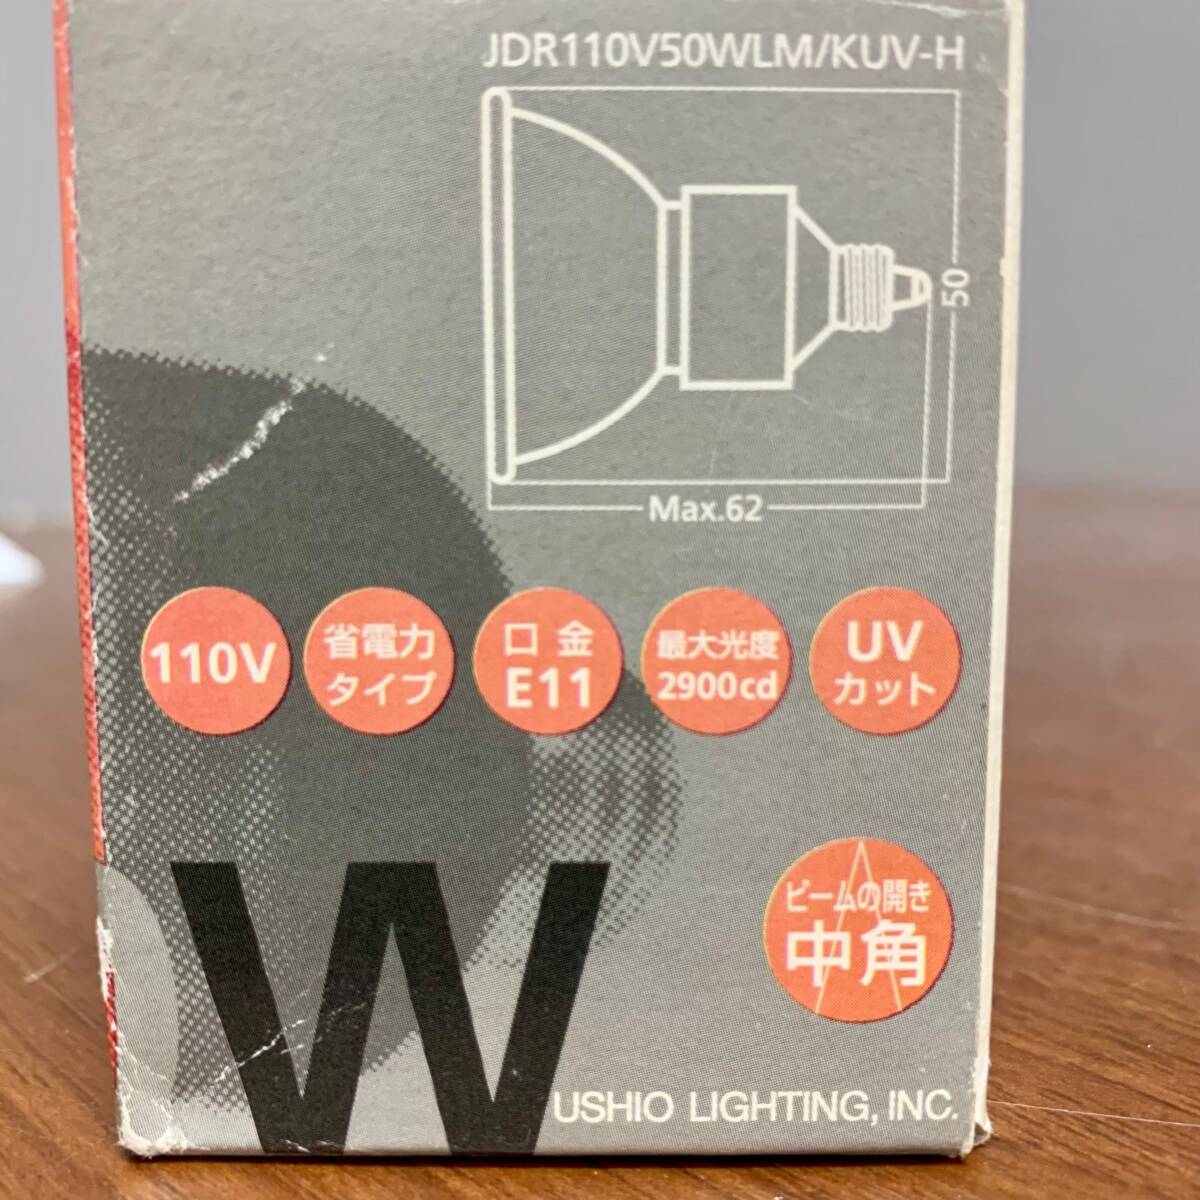 JDR110V50WLM/KUV-H
50
Max.62
110V
省電力
タイプ
口金
E11
最大光度
2900cd
UV
カット
ビームの開き
中角
W
USHIO LIGHTING, INC.